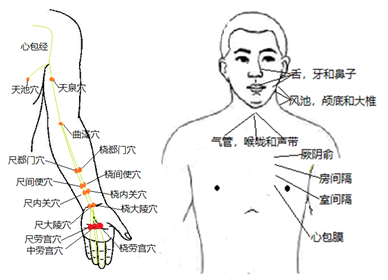 心包经
天池穴
天泉穴
曲泽穴
尺郄门穴
桡郄门穴
尺间使穴
桡间使穴
尺内关穴
桡内关穴
桡大陵穴
尺大陵穴
尺劳宫穴
中劳宫穴
桡劳宫穴
舌，牙和鼻子
风池，颅底和大椎
气管，喉咙和声带
厥阴俞
房间隔
室间隔
心包膜